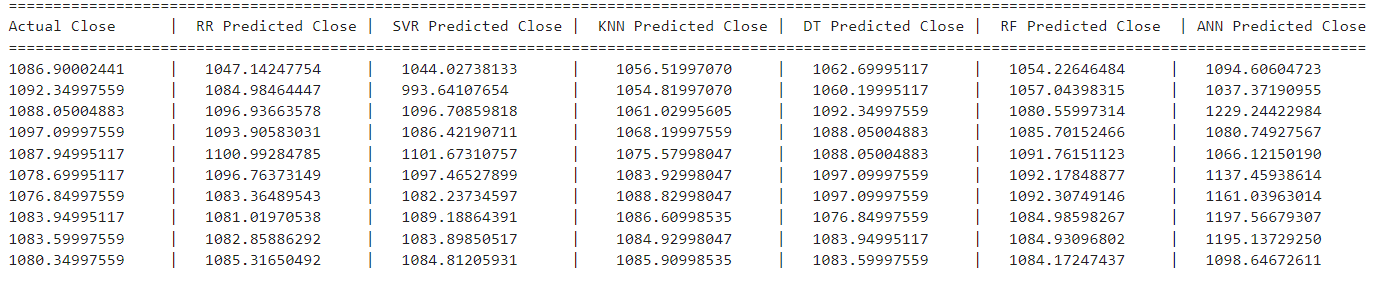 ========================================================================================================================================================
Actual Close      |  RR Predicted Close |  SVR Predicted Close |  KNN Predicted Close |  DT Predicted Close |  RF Predicted Close  | ANN Predicted Close
========================================================================================================================================================
1086.90002441     |   1047.14247754     |   1044.02738133      |   1056.51997070      |   1062.69995117     |   1054.22646484     |   1094.60604723
1092.34997559     |   1084.98464447     |   993.64107654       |   1054.81997070      |   1060.19995117     |   1057.04398315     |   1037.37190955
1088.05004883     |   1096.93663578     |   1096.70859818      |   1061.02995605      |   1092.34997559     |   1080.55997314     |   1229.24422984
1097.09997559     |   1093.90583031     |   1086.42190711      |   1068.19997559      |   1088.05004883     |   1085.70152466     |   1080.74927567
1087.94995117     |   1100.99284785     |   1101.67310757      |   1075.57998047      |   1088.05004883     |   1091.76151123     |   1066.12150190
1078.69995117     |   1096.76373149     |   1097.46527899      |   1083.92998047      |   1097.09997559     |   1092.17848877     |   1137.45938614
1076.84997559     |   1083.36489543     |   1082.23734597      |   1088.82998047      |   1097.09997559     |   1092.30749146     |   1161.03963014
1083.94995117     |   1081.01970538     |   1089.18864391      |   1086.60998535      |   1076.84997559     |   1084.98598267     |   1197.56679307
1083.59997559     |   1082.85886292     |   1083.89850517      |   1084.92998047      |   1083.94995117     |   1084.93096802     |   1195.13729250
1080.34997559     |   1085.31650492     |   1084.81205931      |   1085.90998535      |   1083.59997559     |   1084.17247437     |   1098.64672611